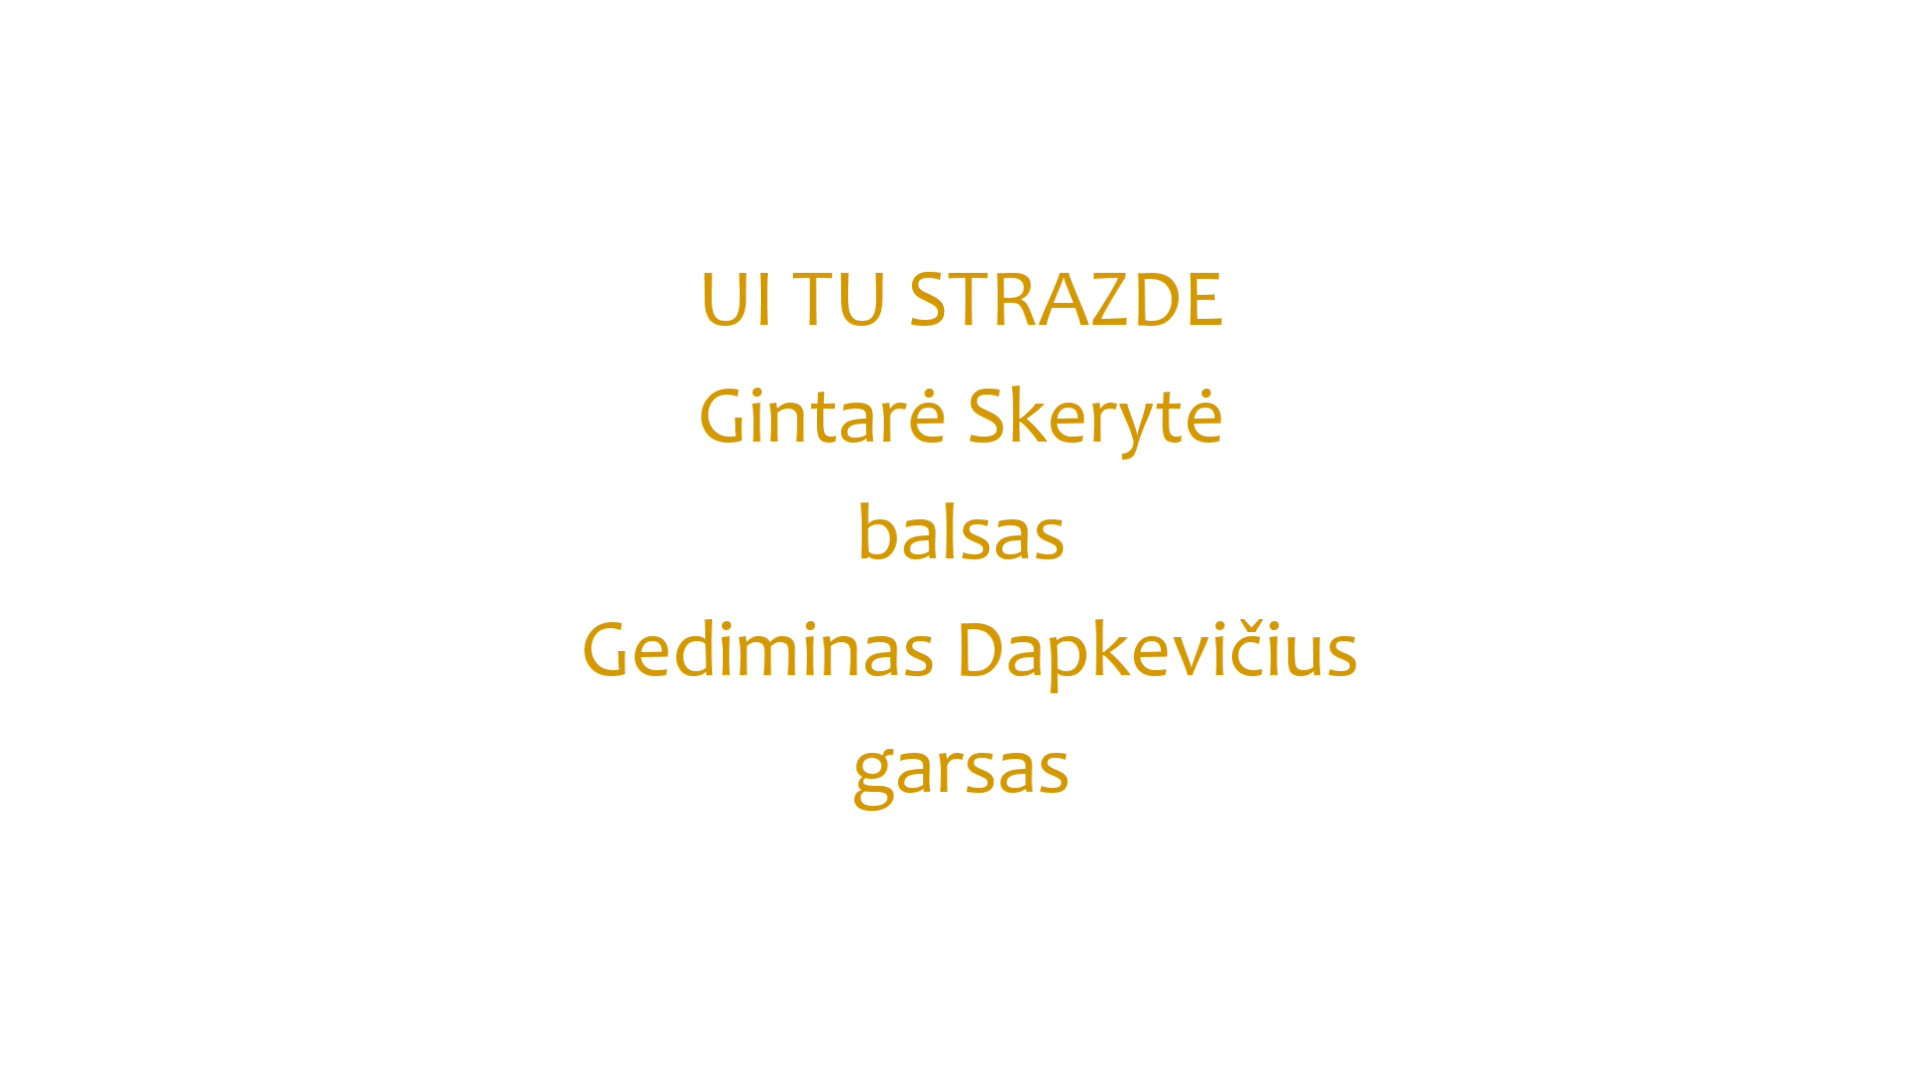 UI TU STRAZDE
Gintarė Skerytė
balsas
Gediminas Dapkevičius
garsas